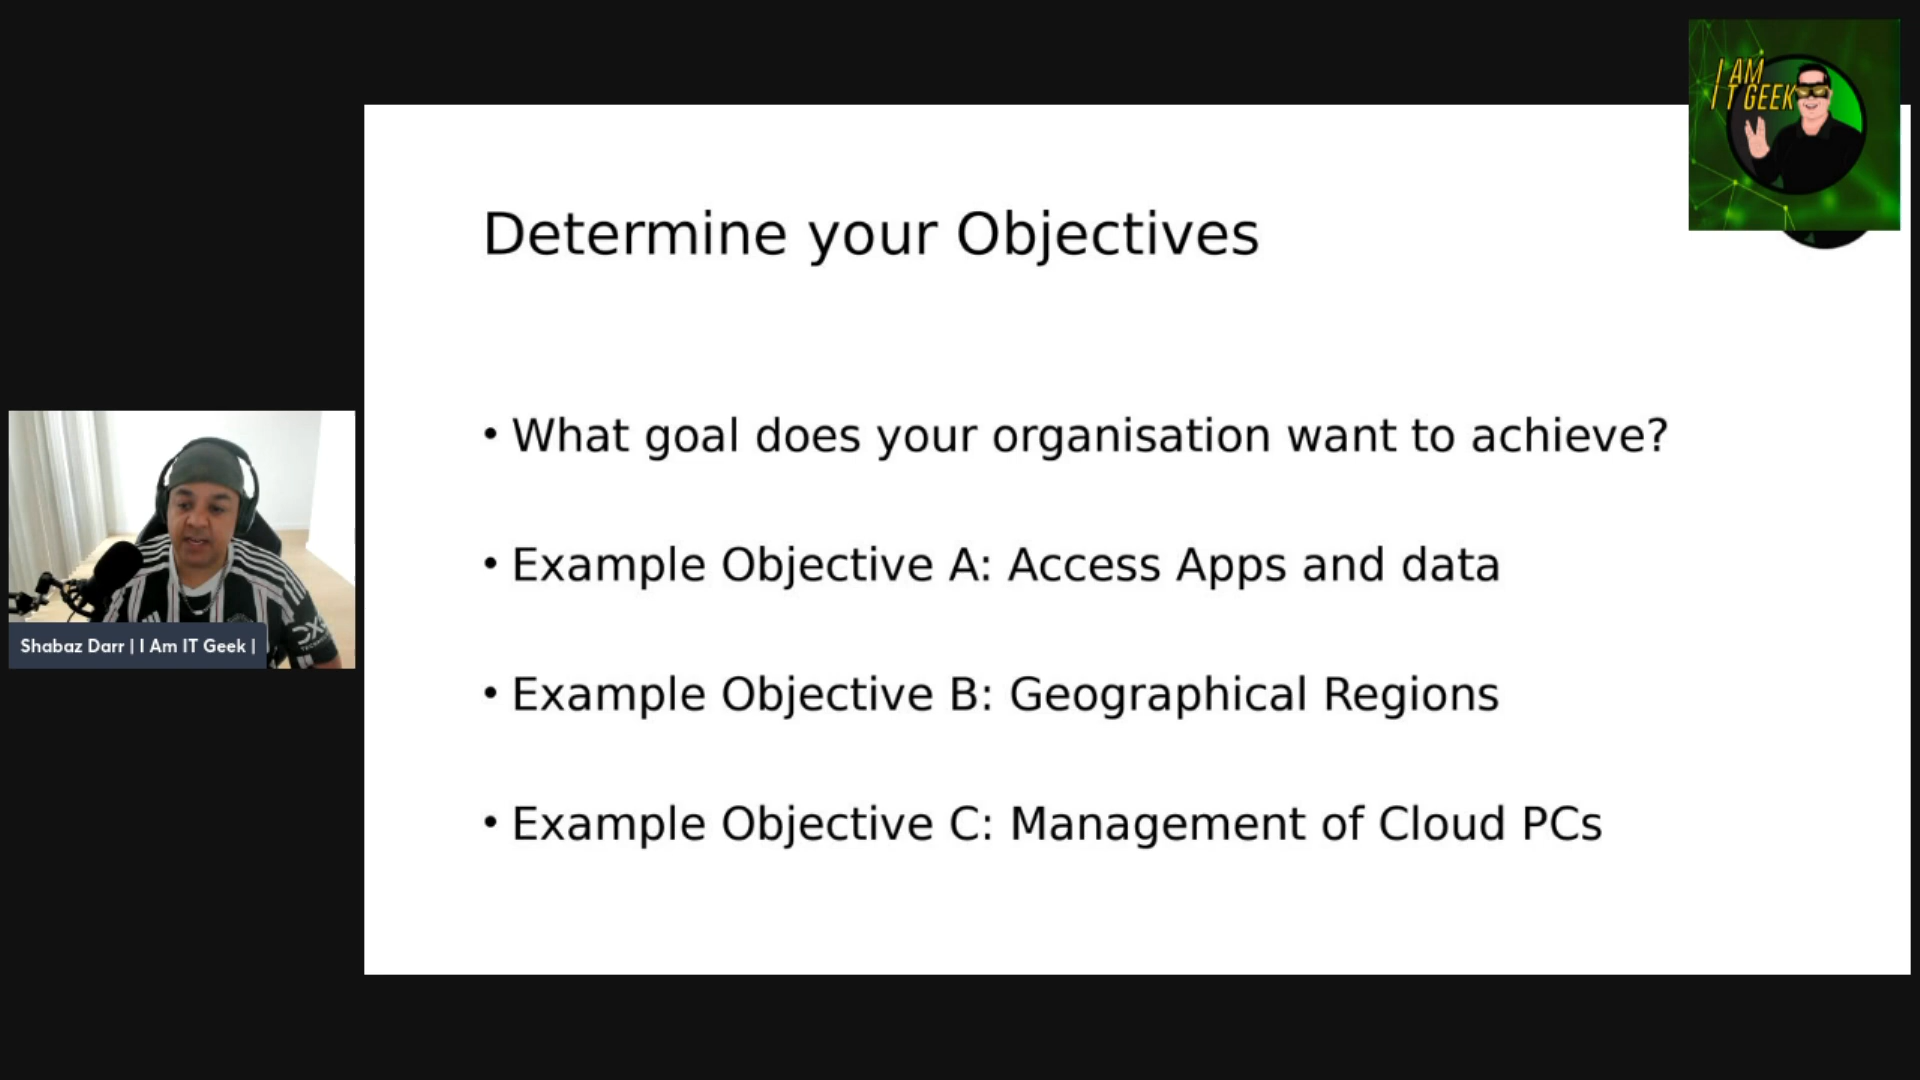 I AM
IT GEEK
Determine your Objectives
• What goal does your organisation want to achieve?
• Example Objective A: Access Apps and data
• Example Objective B: Geographical Regions
• Example Objective C: Management of Cloud PCs
Shabaz Darr | I Am IT Geek |